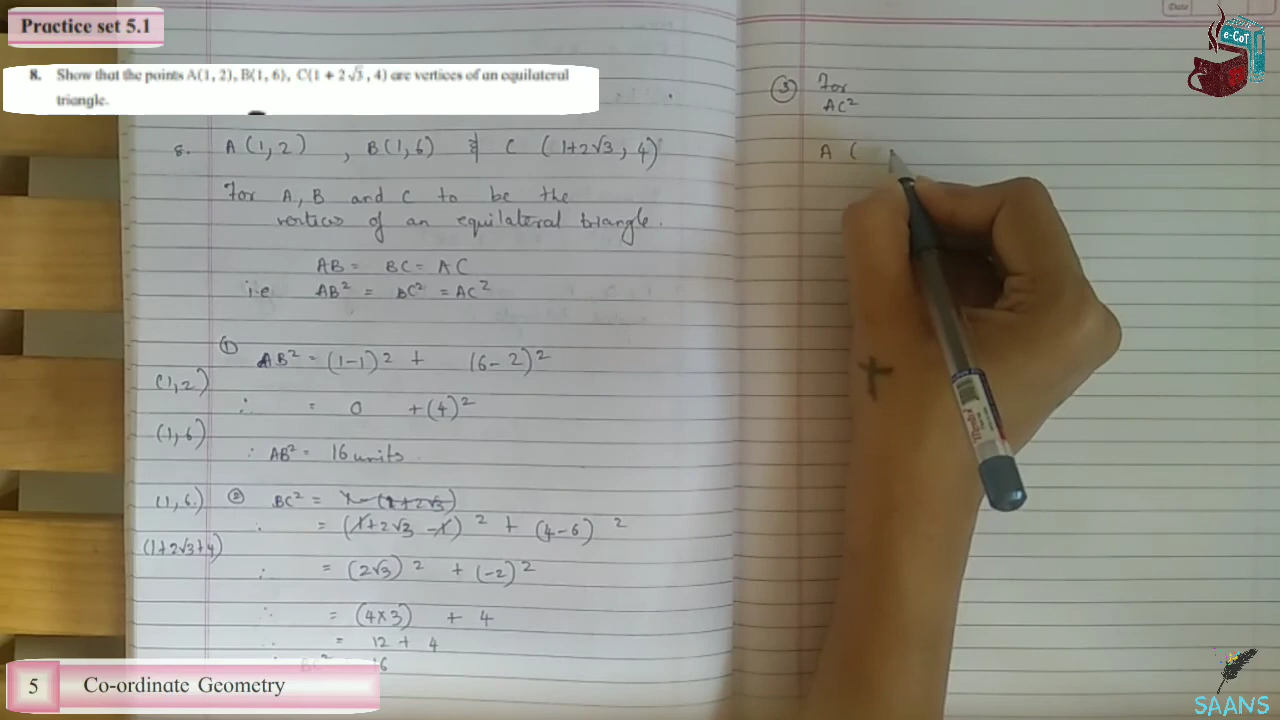 Practice set 5.1
8. Show that the points A(1, 2), B(1, 6), C(1 + 2√3, 4) are vertices of an equilateral
triangle.
8. A (1, 2) , B (1, 6) & C (1+2√3, 4)
For A, B and C to be the
vertices of an equilateral triangle.
AB = BC = AC
i.e AB² = BC² = AC²
① AB² = (1-1)² + (6-2)²
(1,2)
∴ = 0 + (4)²
(1,6)
∴ AB² = 16 units
(1,6) ② BC² =
∴ = (1+2√3-1)² + (4-6)²
(1+2√3+4)
∴ = (2√3)² + (-2)²
∴ = (4×3) + 4
∴ = 12 + 4
BC² 16
5 Co-ordinate Geometry
③ For
AC²
A (
Date
e-CoT
SAANS